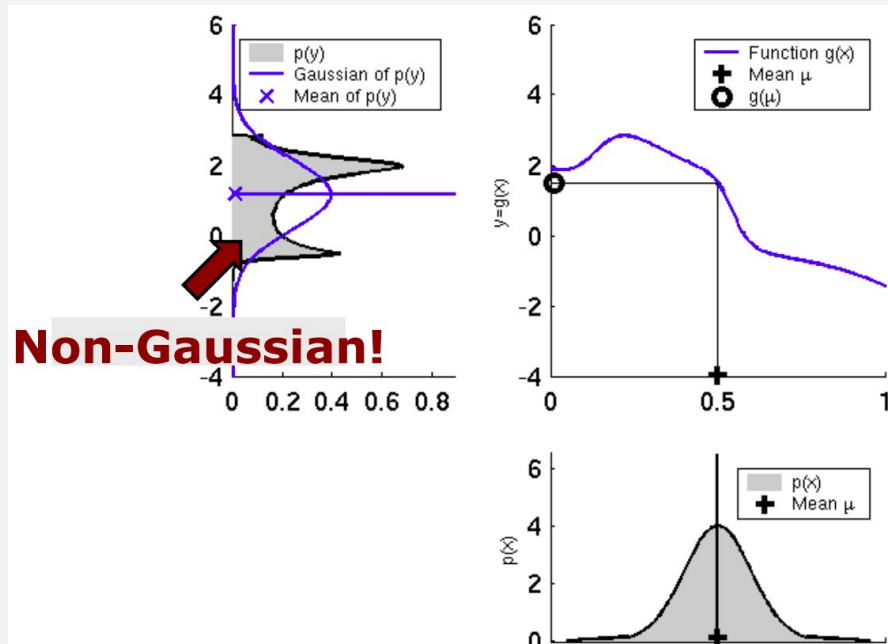 6
4
2
0
-2
-4
0 0.2 0.4 0.6 0.8
p(y)
Gaussian of p(y)
Mean of p(y)
Non-Gaussian!
6
4
2
0
-2
-4
0 0.5 1
y=g(x)
Function g(x)
Mean μ
g(μ)
6
4
2
0
p(x)
p(x)
Mean μ